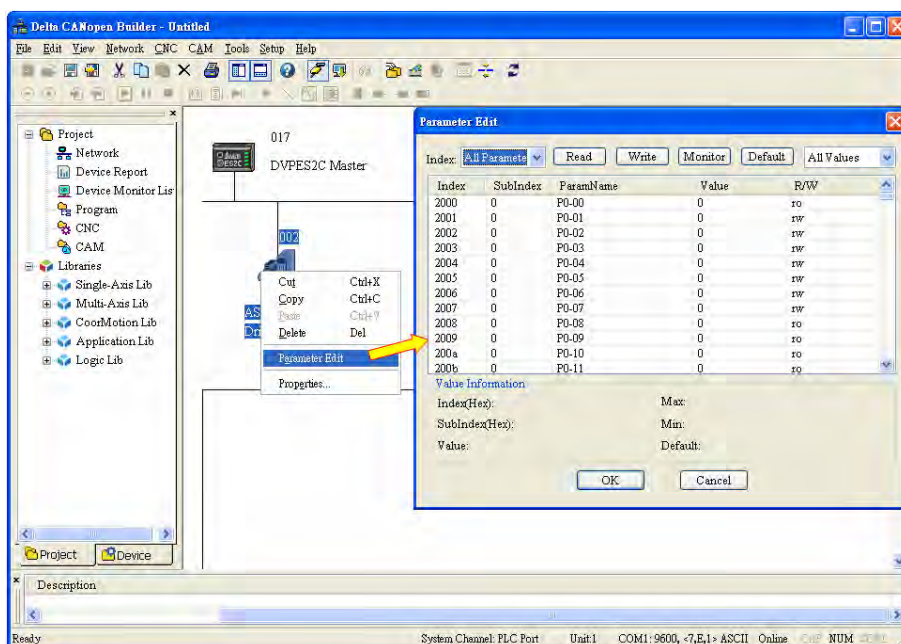 Delta CANopen Builder - Untitled
File Edit View Network CNC CAM Tools Setup Help
Project
Network
Device Report
Device Monitor Lis
Program
CNC
CAM
Libraries
Single-Axis Lib
Multi-Axis Lib
CoorMotion Lib
Application Lib
Logic Lib
Project Device
017
DVPES2C Master
002
AS
Dri
Cut Ctrl+X
Copy Ctrl+C
Paste Ctrl+V
Delete Del
Parameter Edit
Properties...
Parameter Edit
Index: All Paramete Read Write Monitor Default All Values
Index SubIndex ParamName Value R/W
2000 0 P0-00 0 ro
2001 0 P0-01 0 rw
2002 0 P0-02 0 rw
2003 0 P0-03 0 rw
2004 0 P0-04 0 rw
2005 0 P0-05 0 rw
2006 0 P0-06 0 rw
2007 0 P0-07 0 rw
2008 0 P0-08 0 ro
2009 0 P0-09 0 ro
200a 0 P0-10 0 ro
200b 0 P0-11 0 ro
Value Information
Index(Hex): Max:
SubIndex(Hex): Min:
Value: Default:
OK Cancel
Description
Ready System Channel: PLC Port Unit:1 COM1: 9600, <7,E,1> ASCII Online NUM